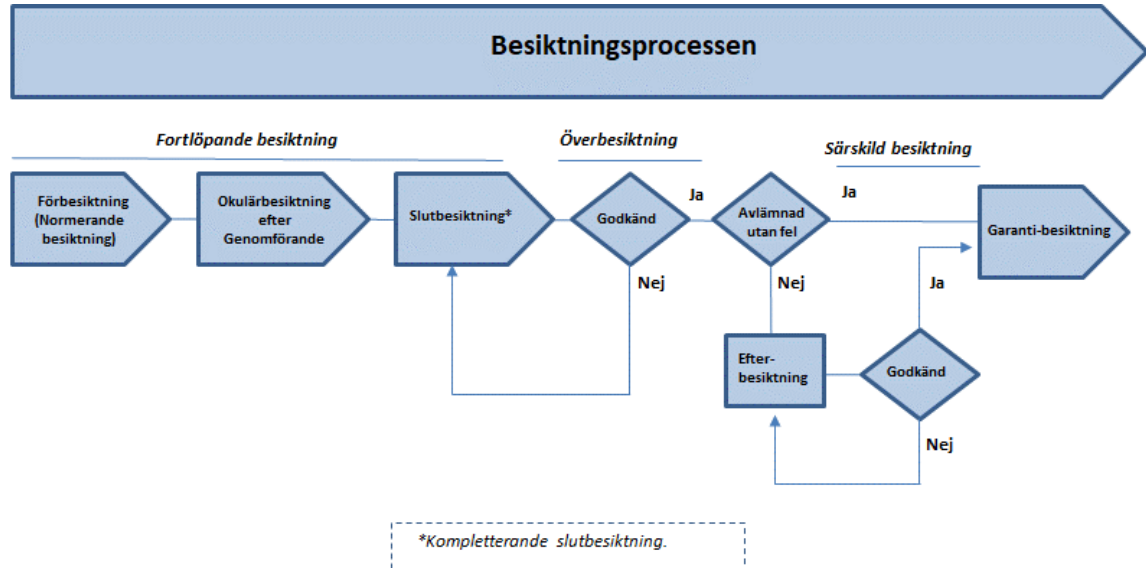 Besiktningsprocessen
Fortlöpande besiktning
Överbesiktning
Särskild besiktning
Förbesiktning
(Normerande
besiktning)
Okulärbesiktning
efter
Genomförande
Slutbesiktning*
Godkänd
Ja
Avlämnad
utan fel
Ja
Garanti-besiktning
Nej
Nej
Ja
Efter-
besiktning
Godkänd
Nej
*Kompletterande slutbesiktning.